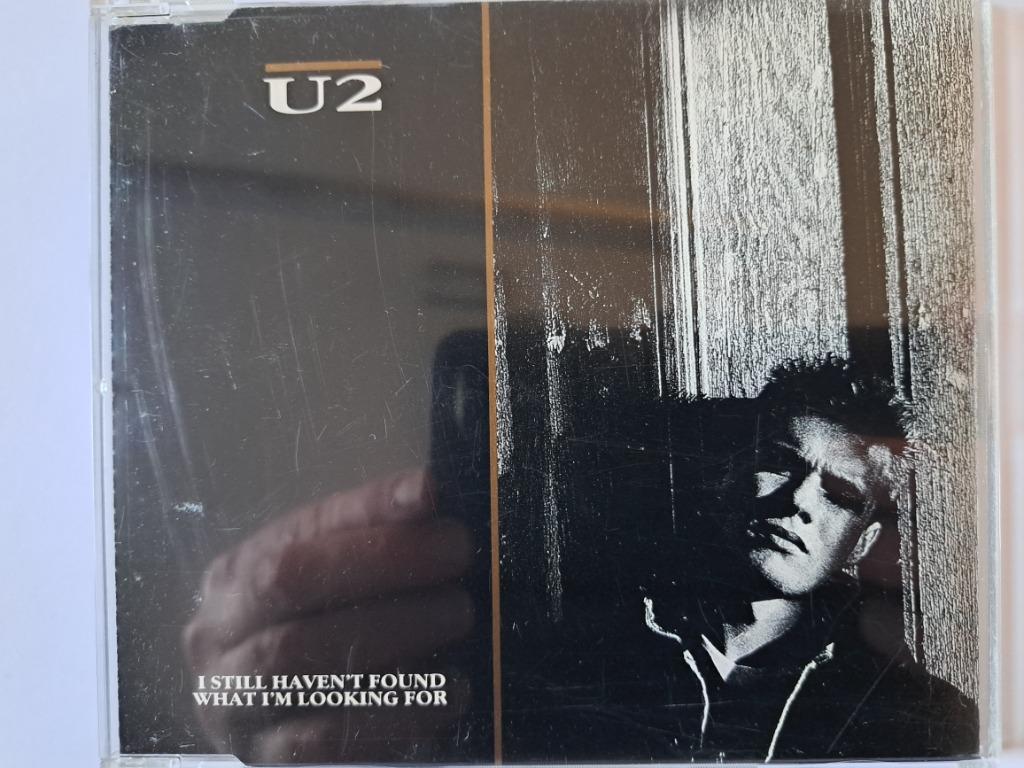 U2
I STILL HAVEN'T FOUND
WHAT I'M LOOKING FOR